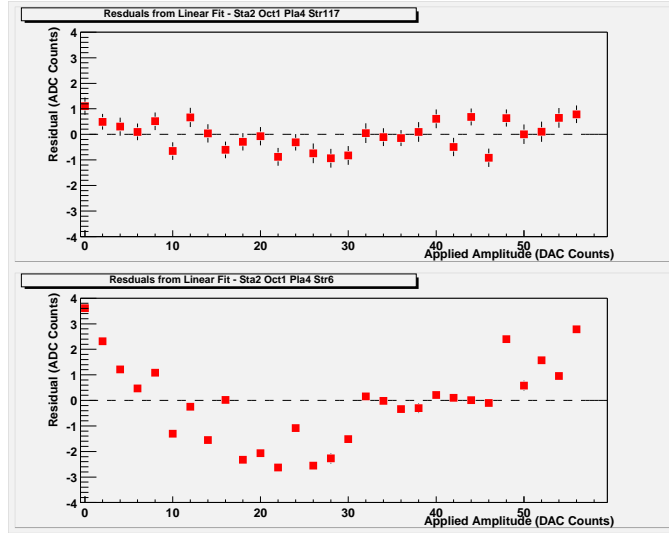 Resduals from Linear Fit - Sta2 Oct1 Pla4 Str117
Residual (ADC Counts)
4
3
2
1
0
-1
-2
-3
-4
0 10 20 30 40 50
Applied Amplitude (DAC Counts)
Resduals from Linear Fit - Sta2 Oct1 Pla4 Str6
Residual (ADC Counts)
4
3
2
1
0
-1
-2
-3
-4
0 10 20 30 40 50
Applied Amplitude (DAC Counts)